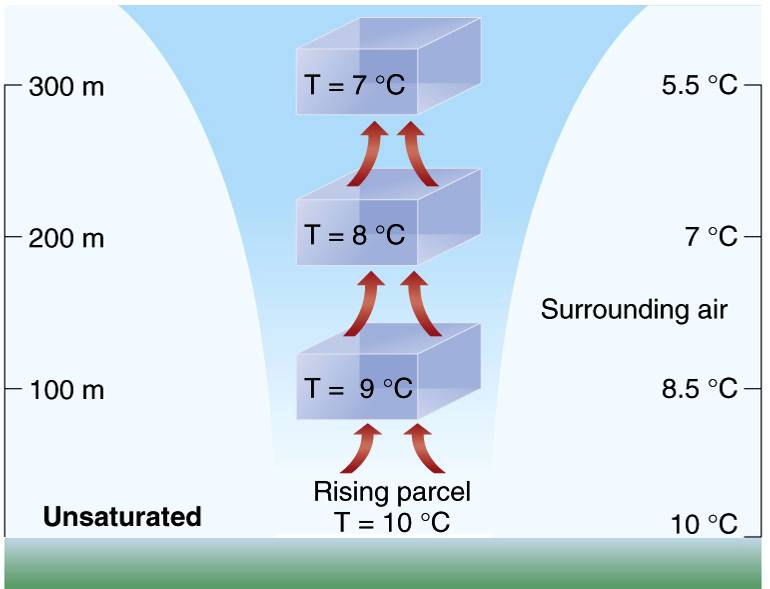 300 m
T = 7 °C
5.5 °C
200 m
T = 8 °C
7 °C
Surrounding air
100 m
T = 9 °C
8.5 °C
Rising parcel
T = 10 °C
Unsaturated
10 °C